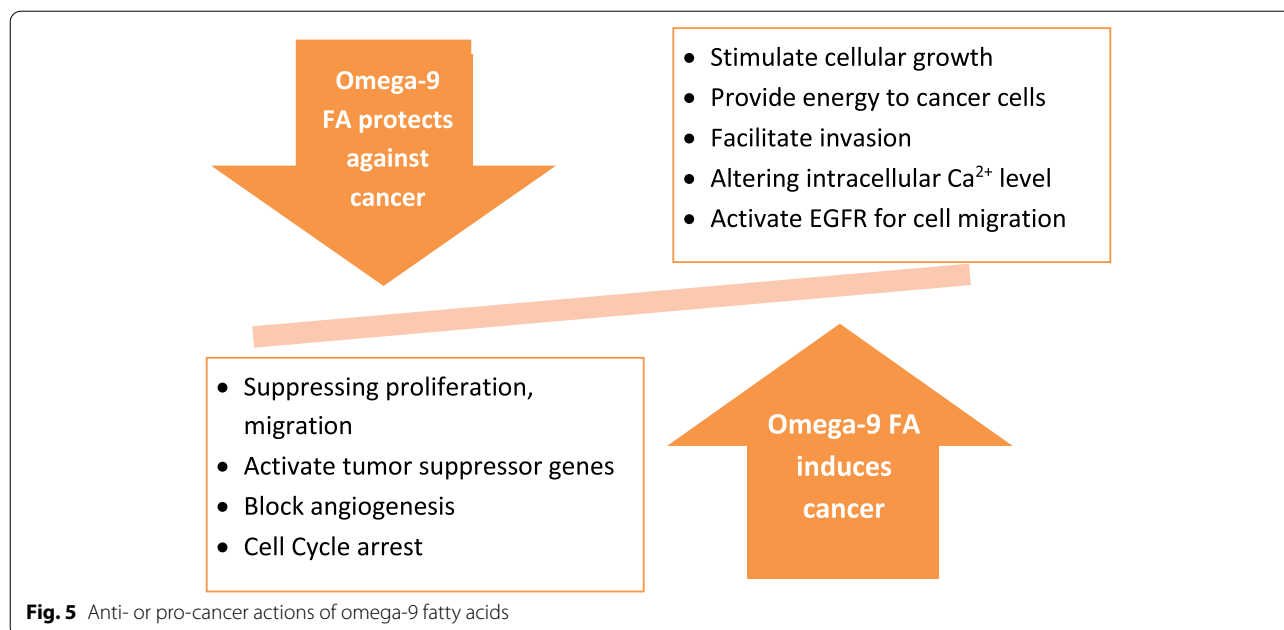 Omega-9
FA protects
against
cancer
• Stimulate cellular growth
• Provide energy to cancer cells
• Facilitate invasion
• Altering intracellular Ca²⁺ level
• Activate EGFR for cell migration
• Suppressing proliferation,
migration
• Activate tumor suppressor genes
• Block angiogenesis
• Cell Cycle arrest
Omega-9 FA
induces
cancer
Fig. 5 Anti- or pro-cancer actions of omega-9 fatty acids